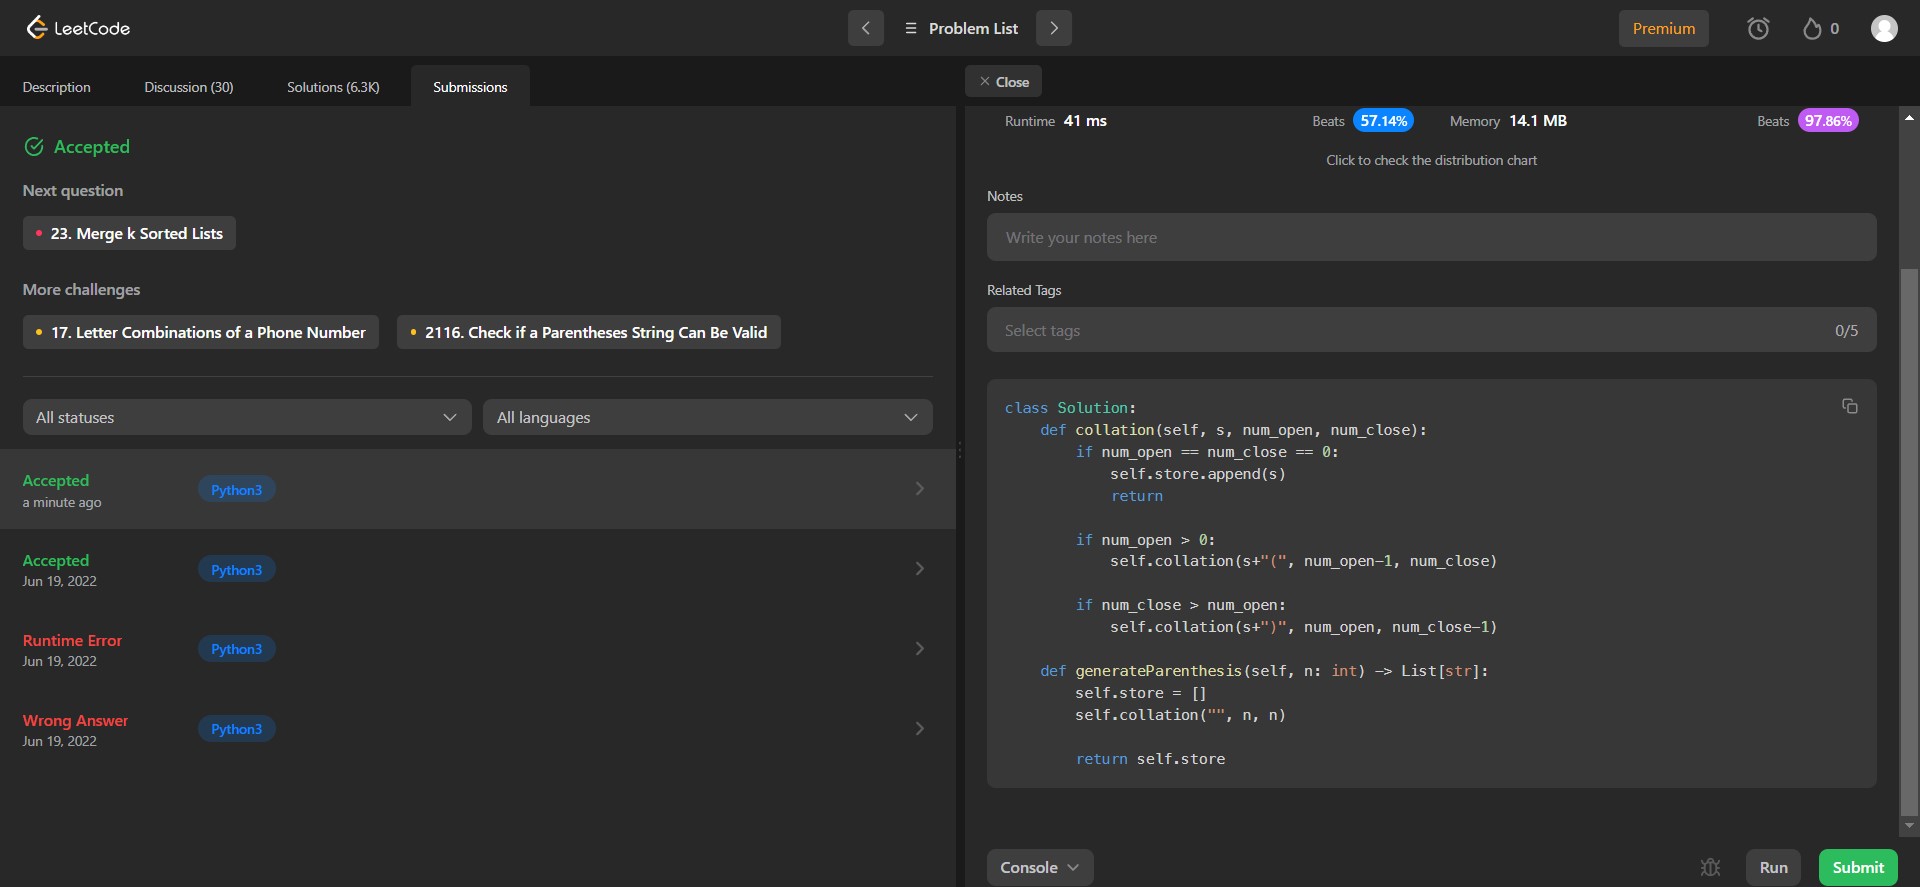 LeetCode
Problem List
Premium
0
Description
Discussion (30)
Solutions (6.3K)
Submissions
Close
Accepted
Next question
23. Merge k Sorted Lists
More challenges
17. Letter Combinations of a Phone Number
2116. Check if a Parentheses String Can Be Valid
All statuses
All languages
Accepted
a minute ago
Python3
Accepted
Jun 19, 2022
Python3
Runtime Error
Jun 19, 2022
Python3
Wrong Answer
Jun 19, 2022
Python3
Runtime 41 ms
Beats 57.14%
Memory 14.1 MB
Beats 97.86%
Click to check the distribution chart
Notes
Write your notes here
Related Tags
Select tags
0/5
class Solution:
    def collation(self, s, num_open, num_close):
        if num_open == num_close == 0:
            self.store.append(s)
            return
        if num_open > 0:
            self.collation(s+"(", num_open-1, num_close)
        if num_close > num_open:
            self.collation(s+")", num_open, num_close-1)
    def generateParenthesis(self, n: int) -> List[str]:
        self.store = []
        self.collation("", n, n)
        return self.store
Console
Run
Submit